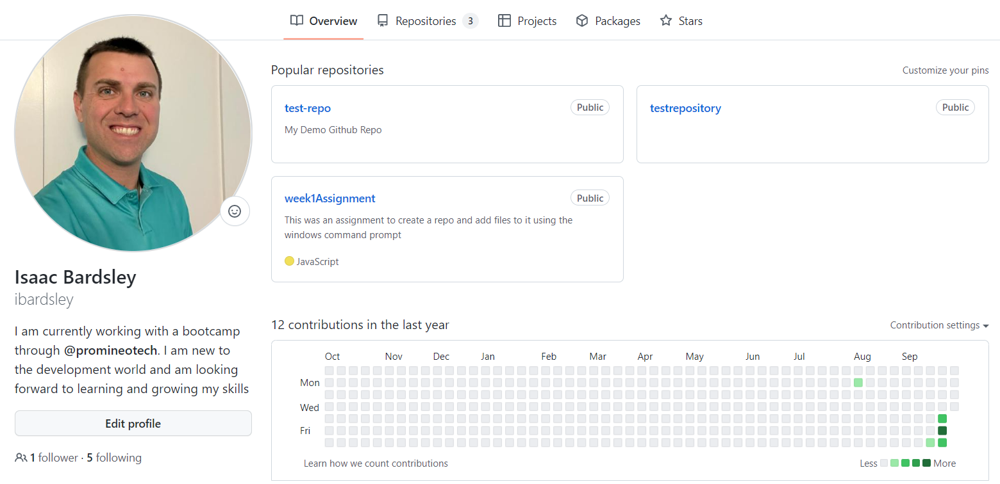 Overview
Repositories 3
Projects
Packages
Stars
Isaac Bardsley
ibardsley
I am currently working with a bootcamp
through @promineotech. I am new to
the development world and am looking
forward to learning and growing my skills
Edit profile
1 follower · 5 following
Popular repositories
Customize your pins
test-repo
Public
My Demo Github Repo
testrepository
Public
week1Assignment
Public
This was an assignment to create a repo and add files to it using the
windows command prompt
JavaScript
12 contributions in the last year
Contribution settings
Oct Nov Dec Jan Feb Mar Apr May Jun Jul Aug Sep
Mon
Wed
Fri
Learn how we count contributions
Less More